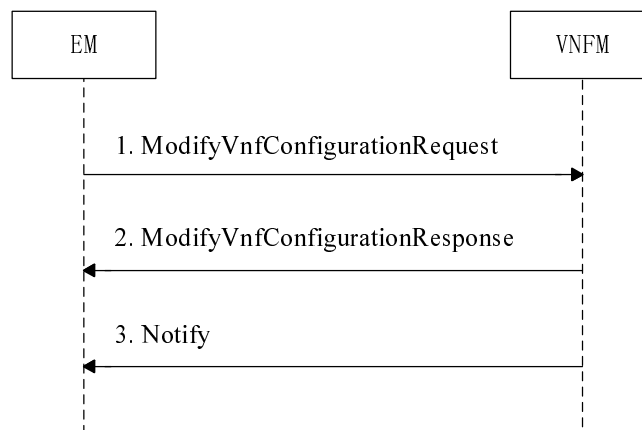 EM
VNFM
1. ModifyVnfConfigurationRequest
2. ModifyVnfConfigurationResponse
3. Notify